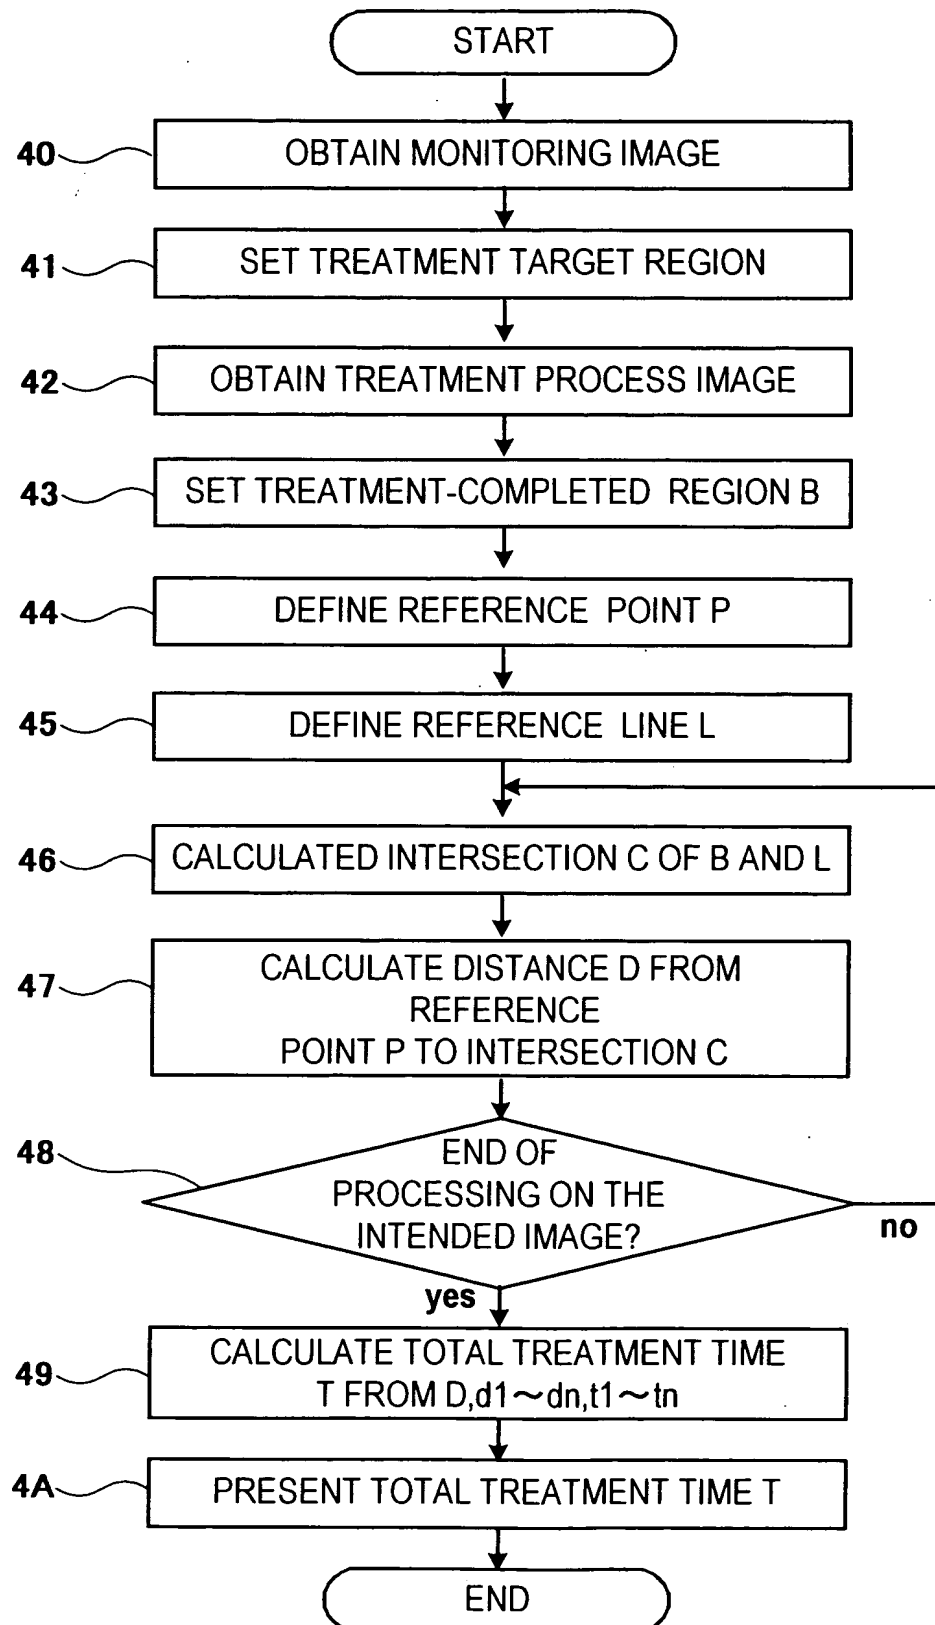 START
40
OBTAIN MONITORING IMAGE
41
SET TREATMENT TARGET REGION
42
OBTAIN TREATMENT PROCESS IMAGE
43
SET TREATMENT-COMPLETED REGION B
44
DEFINE REFERENCE POINT P
45
DEFINE REFERENCE LINE L
46
CALCULATED INTERSECTION C OF B AND L
47
CALCULATE DISTANCE D FROM
REFERENCE
POINT P TO INTERSECTION C
48
END OF
PROCESSING ON THE
INTENDED IMAGE?
no
yes
49
CALCULATE TOTAL TREATMENT TIME
T FROM D,d1~dn,t1~tn
4A
PRESENT TOTAL TREATMENT TIME T
END